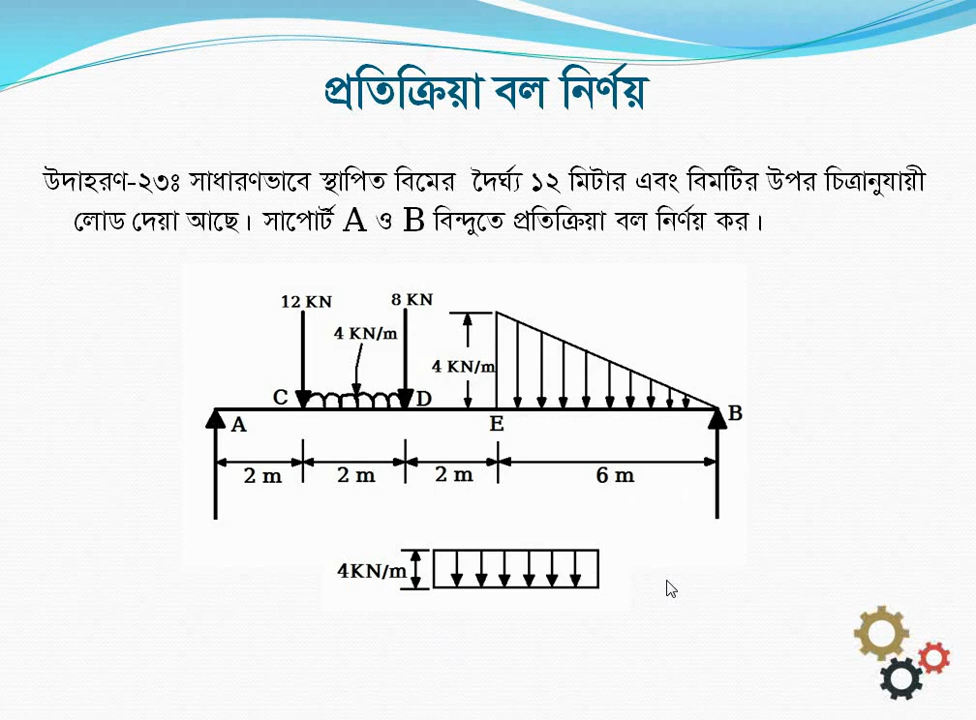 প্রতিক্রিয়া বল নির্ণয়
উদাহরণ-২৩ঃ সাধারণভাবে স্থাপিত বিমের দৈর্ঘ্য ১২ মিটার এবং বিমটির উপর চিত্রানুযায়ী
লোড দেয়া আছে। সাপোর্ট A ও B বিন্দুতে প্রতিক্রিয়া বল নির্ণয় কর।
12 KN 8 KN
4 KN/m
4 KN/m
C D
A E B
2 m 2 m 2 m 6 m
4KN/m